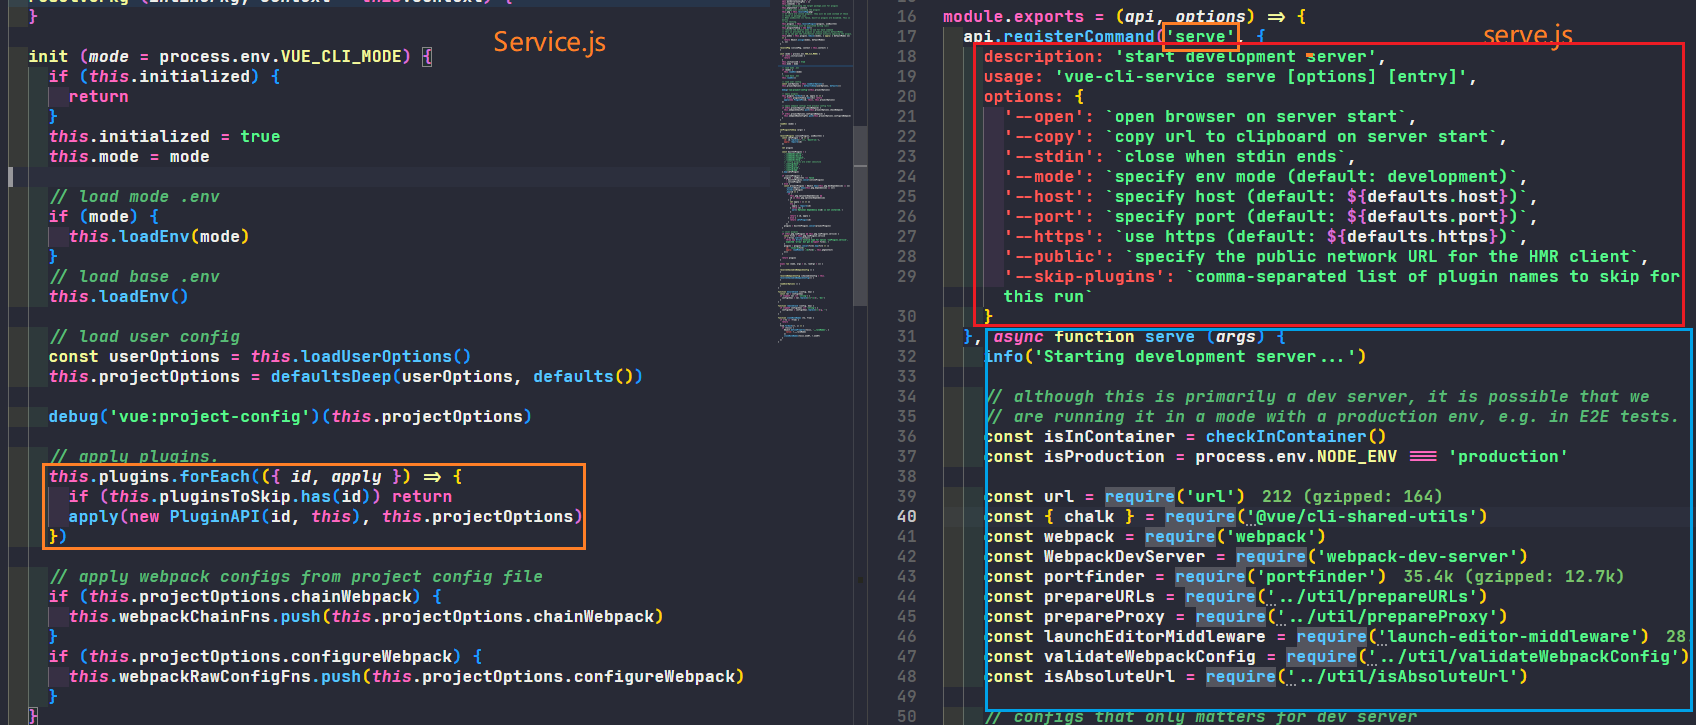 Service.js
}
init (mode = process.env.VUE_CLI_MODE) {
if (this.initialized) {
return
}
this.initialized = true
this.mode = mode
// load mode .env
if (mode) {
this.loadEnv(mode)
}
// load base .env
this.loadEnv()
// load user config
const userOptions = this.loadUserOptions()
this.projectOptions = defaultsDeep(userOptions, defaults())
debug('vue:project-config')(this.projectOptions)
// apply plugins.
this.plugins.forEach(({ id, apply }) => {
if (this.pluginsToSkip.has(id)) return
apply(new PluginAPI(id, this), this.projectOptions)
})
// apply webpack configs from project config file
if (this.projectOptions.chainWebpack) {
this.webpackChainFns.push(this.projectOptions.chainWebpack)
}
if (this.projectOptions.configureWebpack) {
this.webpackRawConfigFns.push(this.projectOptions.configureWebpack)
}
}
serve.js
16 module.exports = (api, options) => {
17 api.registerCommand('serve', {
18 description: 'start development server',
19 usage: 'vue-cli-service serve [options] [entry]',
20 options: {
21 '--open': `open browser on server start`,
22 '--copy': `copy url to clipboard on server start`,
23 '--stdin': `close when stdin ends`,
24 '--mode': `specify env mode (default: development)`,
25 '--host': `specify host (default: ${defaults.host})`,
26 '--port': `specify port (default: ${defaults.port})`,
27 '--https': `use https (default: ${defaults.https})`,
28 '--public': `specify the public network URL for the HMR client`,
29 '--skip-plugins': `comma-separated list of plugin names to skip for
this run`
30 }
31 }, async function serve (args) {
32 info('Starting development server...')
33
34 // although this is primarily a dev server, it is possible that we
35 // are running it in a mode with a production env, e.g. in E2E tests.
36 const isInContainer = checkInContainer()
37 const isProduction = process.env.NODE_ENV === 'production'
38
39 const url = require('url') 212 (gzipped: 164)
40 const { chalk } = require('@vue/cli-shared-utils')
41 const webpack = require('webpack')
42 const WebpackDevServer = require('webpack-dev-server')
43 const portfinder = require('portfinder') 35.4k (gzipped: 12.7k)
44 const prepareURLs = require('../util/prepareURLs')
45 const prepareProxy = require('../util/prepareProxy')
46 const launchEditorMiddleware = require('launch-editor-middleware') 28.
47 const validateWebpackConfig = require('../util/validateWebpackConfig')
48 const isAbsoluteUrl = require('../util/isAbsoluteUrl')
49
50 // configs that only matters for dev server